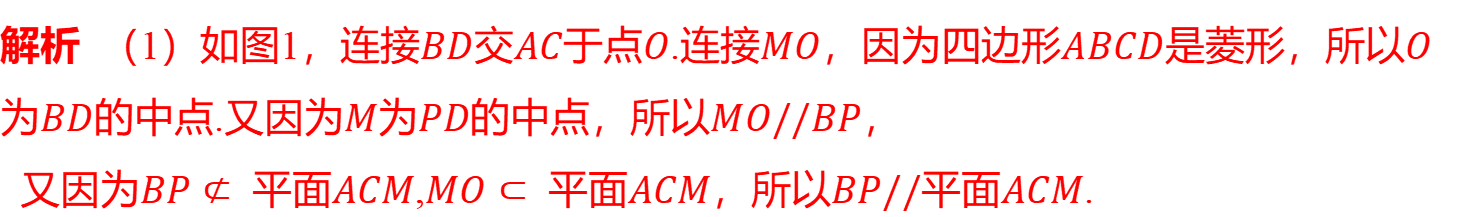 解析 （1）如图1，连接BD交AC于点O.连接MO，因为四边形ABCD是菱形，所以O
为BD的中点.又因为M为PD的中点，所以MO//BP，
又因为BP ⊄ 平面ACM,MO ⊂ 平面ACM，所以BP//平面ACM.